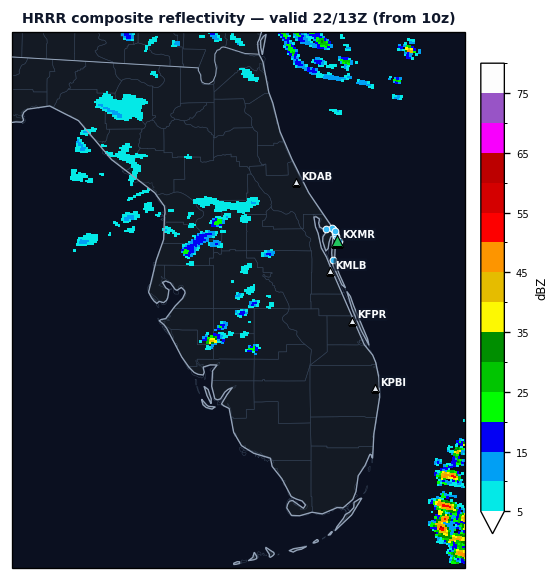 HRRR composite reflectivity — valid 22/13Z (from 10z)
KDAB
KXMR
KMLB
KFPR
KPBI
75
65
55
45
35
25
15
5
dBZ